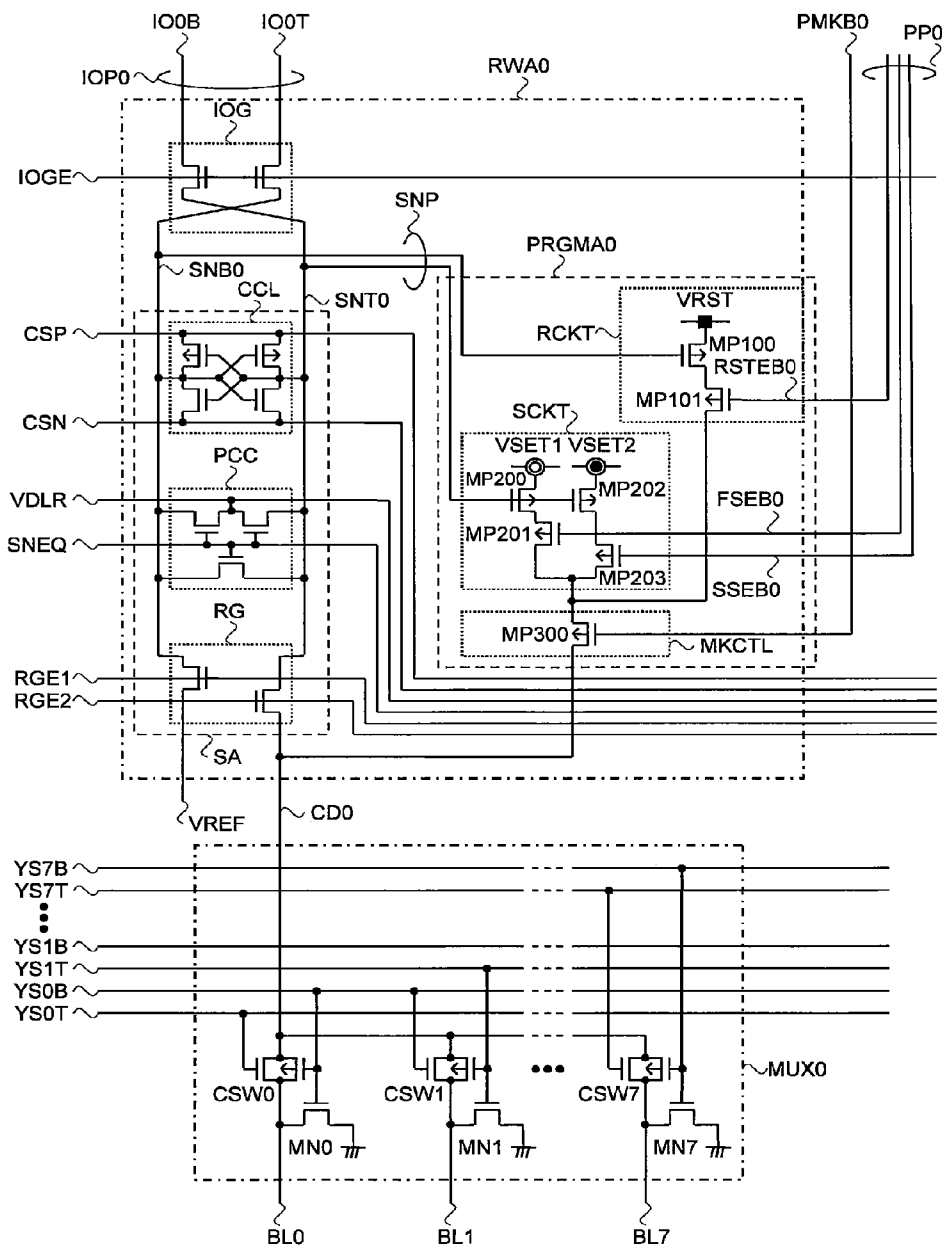 IO0B IO0T PMKB0 PP0
IOP0 RWA0
IOG
IOGE
SNP
PRGMA0
SNB0
CCL SNT0 VRST
CSP RCKT MP100
RSTEB0
MP101
CSN SCKT
PCC VSET1 VSET2
VDLR MP200 MP202 FSEB0
SNEQ MP201
MP203 SSEB0
RG
MP300 MKCTL
RGE1
RGE2
SA
VREF CD0
YS7B
YS7T
YS1B
YS1T
YS0B
YS0T
CSW0 CSW1 CSW7 MUX0
MN0 MN1 MN7
BL0 BL1 BL7